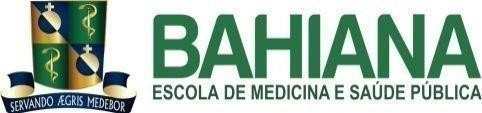 BAHIANA
ESCOLA DE MEDICINA E SAÚDE PÚBLICA
SERVANDO ÆGRIS MEDEBOR